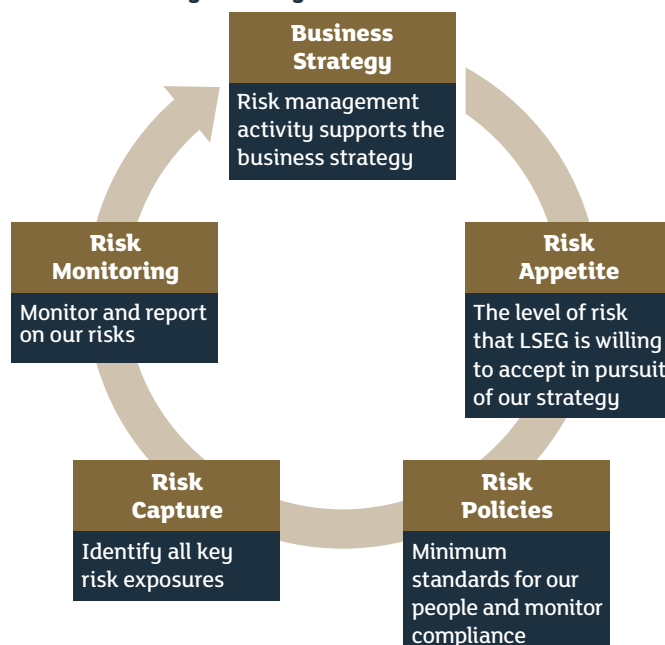 Business
Strategy
Risk management
activity supports the
business strategy
Risk
Appetite
The level of risk
that LSEG is willing
to accept in pursuit
of our strategy
Risk
Policies
Minimum
standards for our
people and monitor
compliance
Risk
Capture
Identify all key
risk exposures
Risk
Monitoring
Monitor and report
on our risks